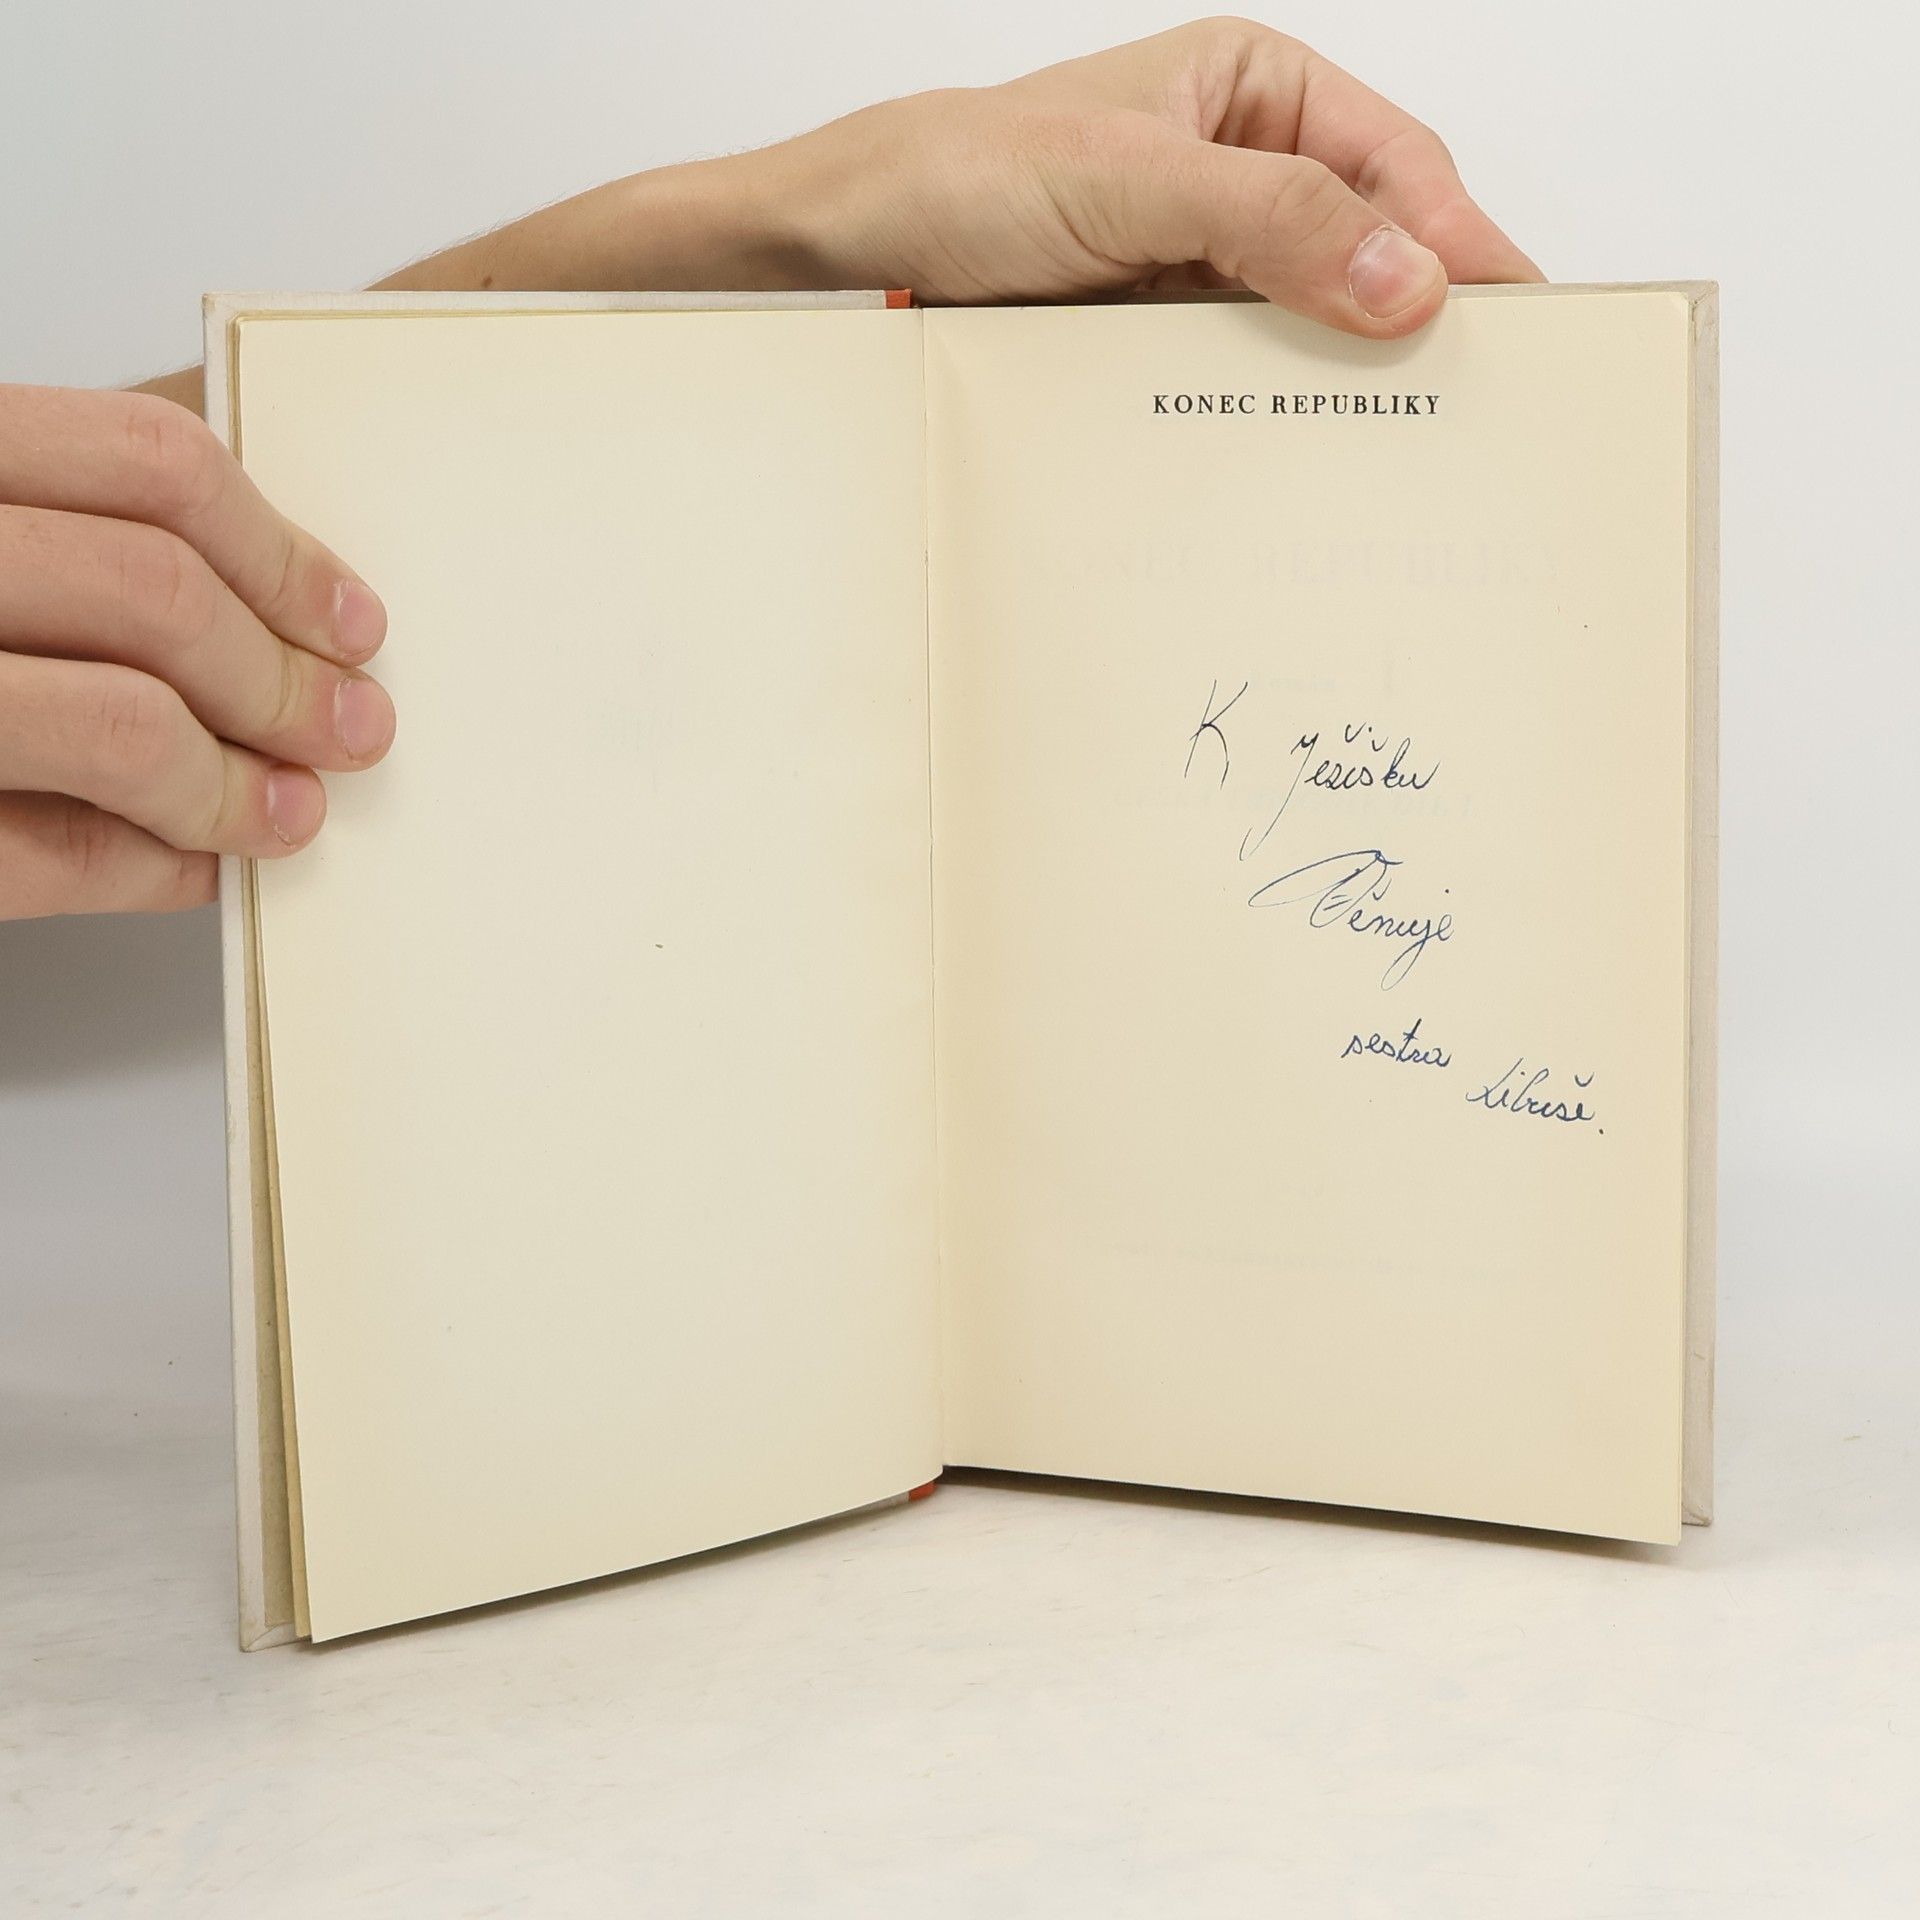 KONEC REPUBLIKY
K Ježíšku
Věnuje
sestra Libuše.